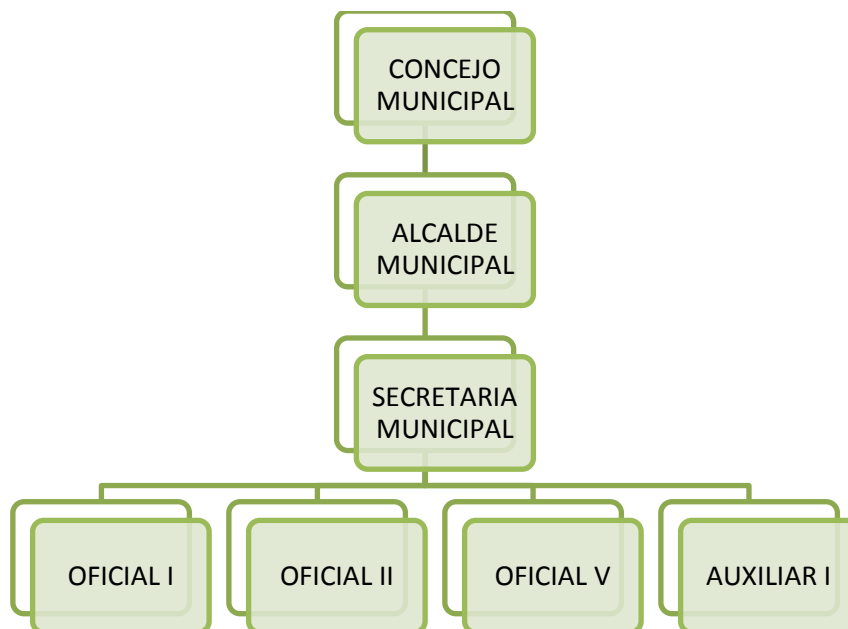 CONCEJO
MUNICIPAL
ALCALDE
MUNICIPAL
SECRETARIA
MUNICIPAL
OFICIAL I
OFICIAL II
OFICIAL V
AUXILIAR I